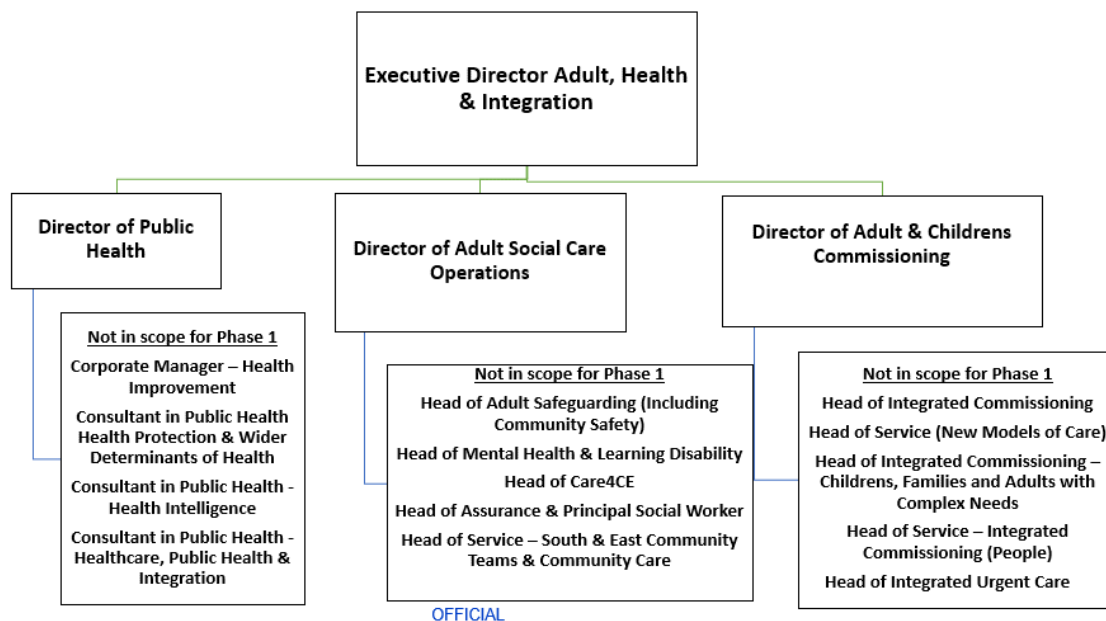 Executive Director Adult, Health
& Integration
Director of Public
Health
Director of Adult Social Care
Operations
Director of Adult & Childrens
Commissioning
Not in scope for Phase 1
Corporate Manager – Health
Improvement
Consultant in Public Health
Health Protection & Wider
Determinants of Health
Consultant in Public Health -
Health Intelligence
Consultant in Public Health -
Healthcare, Public Health &
Integration
Not in scope for Phase 1
Head of Adult Safeguarding (Including
Community Safety)
Head of Mental Health & Learning Disability
Head of Care4CE
Head of Assurance & Principal Social Worker
Head of Service – South & East Community
Teams & Community Care
Not in scope for Phase 1
Head of Integrated Commissioning
Head of Service (New Models of Care)
Head of Integrated Commissioning –
Childrens, Families and Adults with
Complex Needs
Head of Service – Integrated
Commissioning (People)
Head of Integrated Urgent Care
OFFICIAL